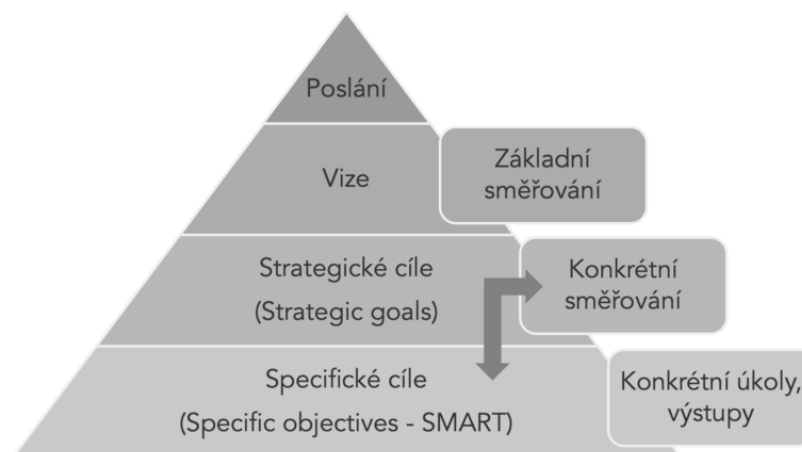 Poslání
Vize
Základní
směřování
Strategické cíle
(Strategic goals)
Konkrétní
směřování
Specifické cíle
(Specific objectives - SMART)
Konkrétní úkoly,
výstupy